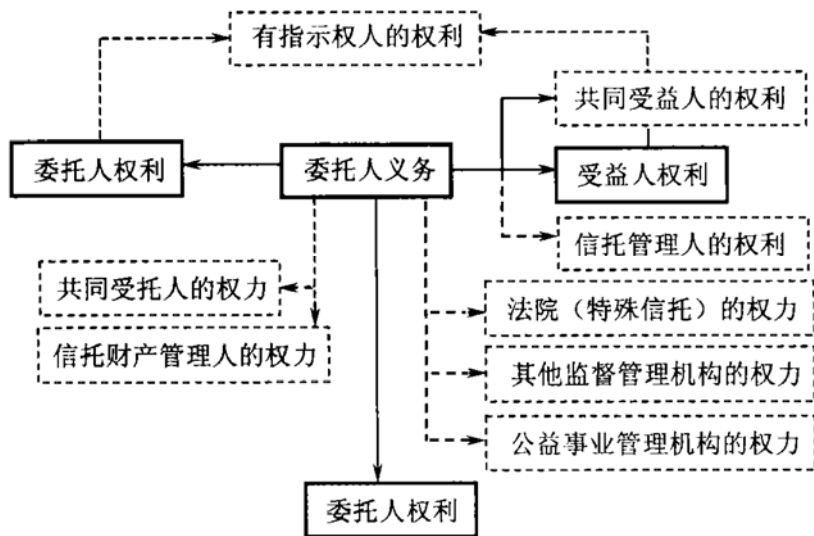 有指示权人的权利
共同受益人的权利
委托人权利
委托人义务
受益人权利
信托管理人的权利
共同受托人的权力
法院（特殊信托）的权力
信托财产管理人的权力
其他监督管理机构的权力
公益事业管理机构的权力
委托人权利